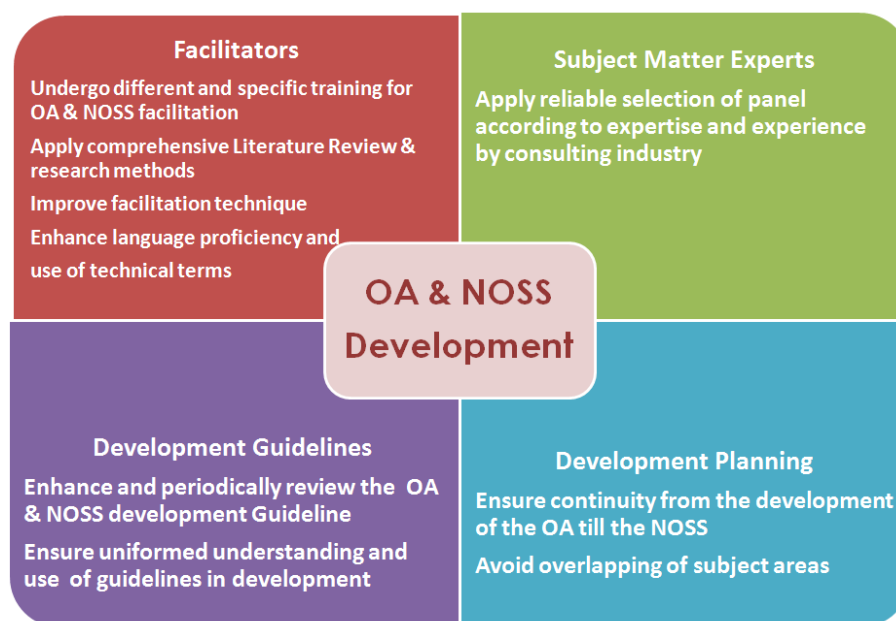 Facilitators
Undergo different and specific training for
OA & NOSS facilitation
Apply comprehensive Literature Review &
research methods
Improve facilitation technique
Enhance language proficiency and
use of technical terms
Subject Matter Experts
Apply reliable selection of panel
according to expertise and experience
by consulting industry
OA & NOSS
Development
Development Guidelines
Enhance and periodically review the OA
& NOSS development Guideline
Ensure uniformed understanding and
use of guidelines in development
Development Planning
Ensure continuity from the development
of the OA till the NOSS
Avoid overlapping of subject areas